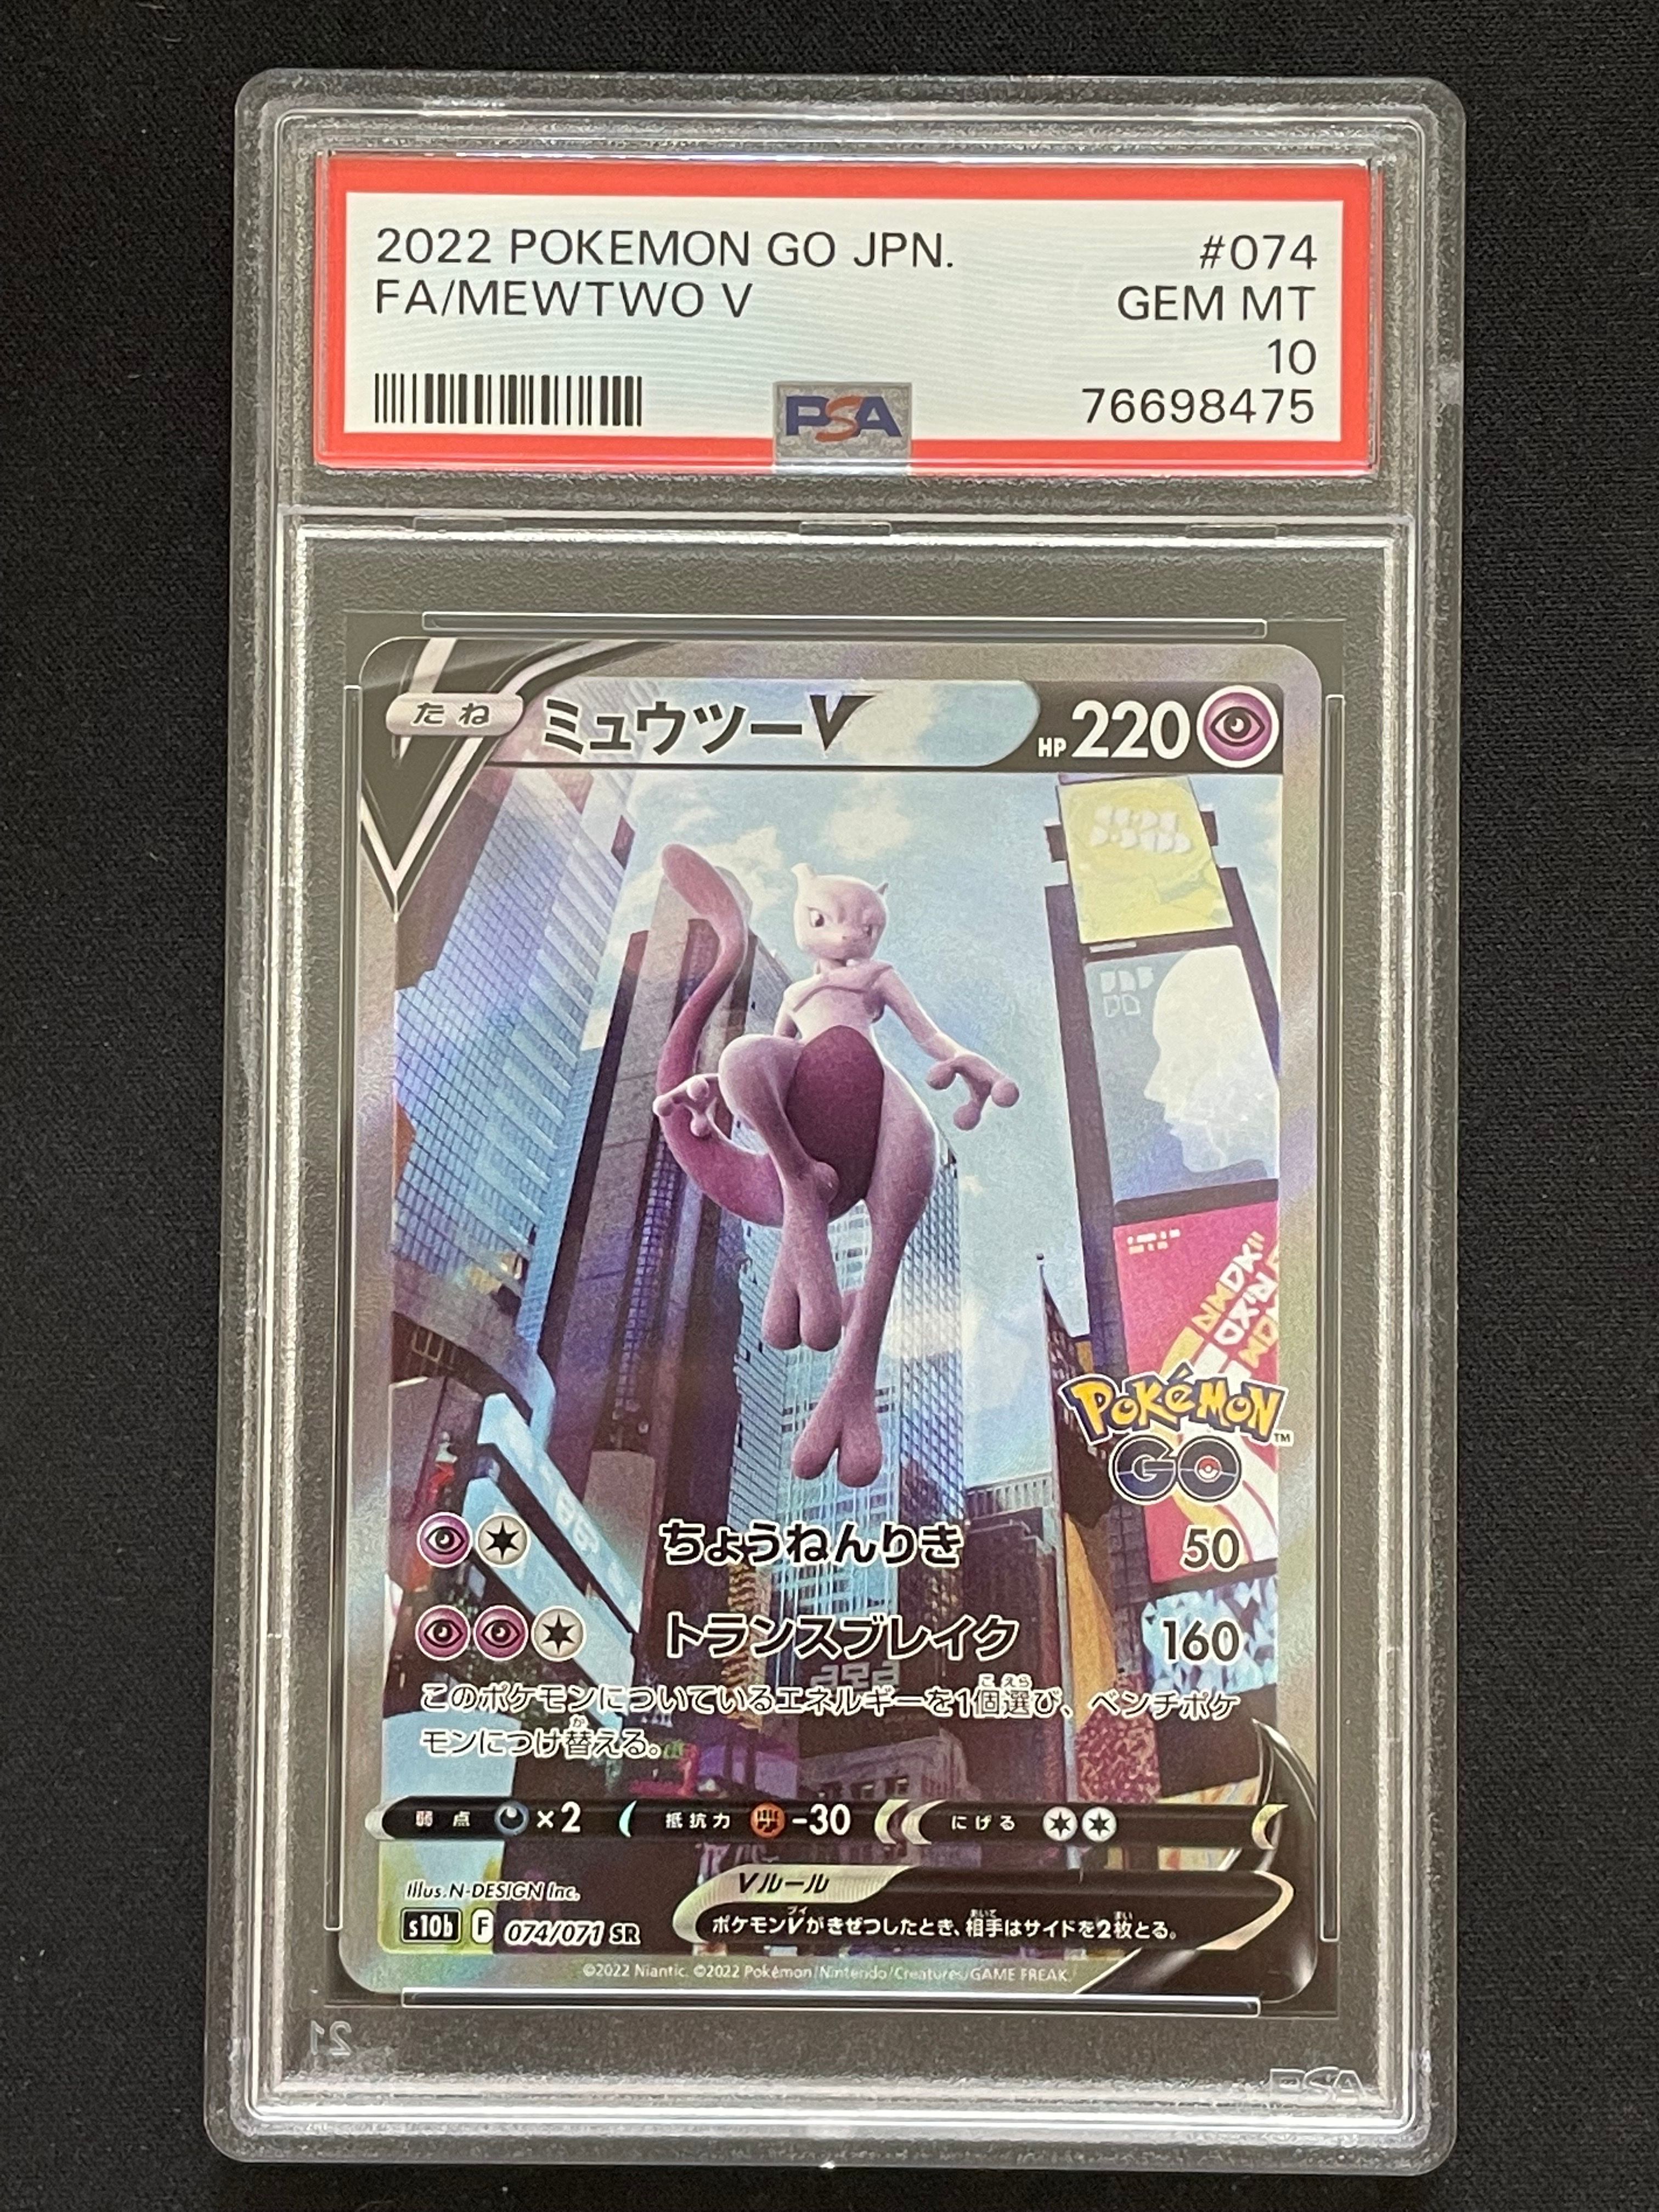 2022 POKEMON GO JPN. #074
FA/MEWTWO V GEM MT
10
PSA 76698475
たね ミュウツーV HP 220
POKéMON™
GO
ちょうねんりき 50
トランスブレイク 160
このポケモンについているエネルギーを1個選び、ベンチポケ
モンにつけ替える。
弱点 ×2 抵抗力 -30 にげる
Vルール
Illus. N-DESIGN Inc.
ポケモンVがきぜつしたとき、相手はサイドを2枚とる。
s10b F 074/071 SR
©2022 Niantic. ©2022 Pokémon/Nintendo/Creatures/GAME FREAK.
21
PSA